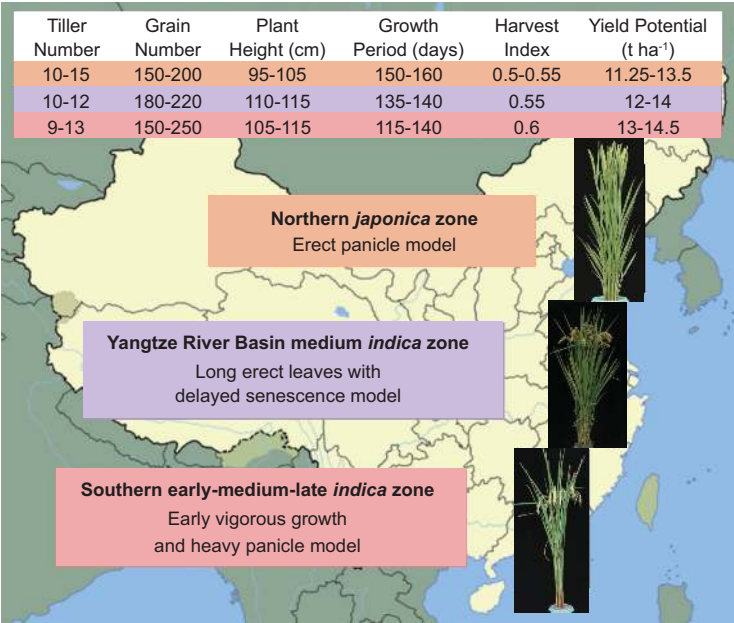 Tiller Number Grain Number Plant Height (cm) Growth Period (days) Harvest Index Yield Potential (t ha-1)
10-15 150-200 95-105 150-160 0.5-0.55 11.25-13.5
10-12 180-220 110-115 135-140 0.55 12-14
9-13 150-250 105-115 115-140 0.6 13-14.5
Northern japonica zone
Erect panicle model
Yangtze River Basin medium indica zone
Long erect leaves with
delayed senescence model
Southern early-medium-late indica zone
Early vigorous growth
and heavy panicle model